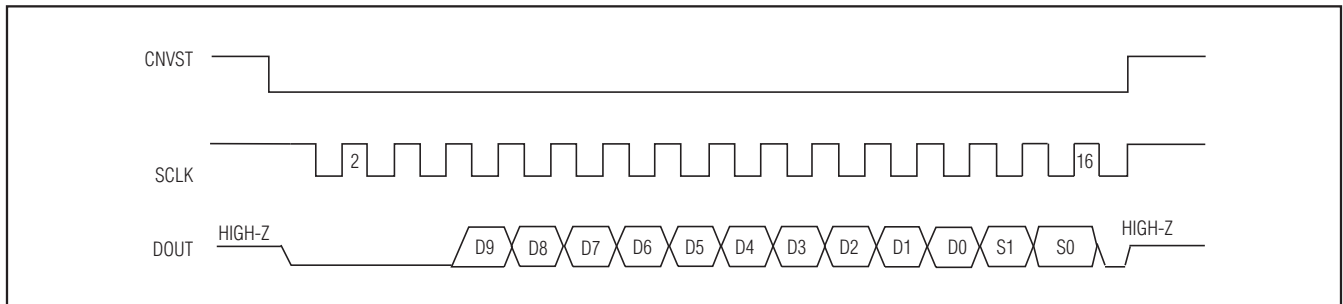 CNVST
SCLK
2
16
DOUT
HIGH-Z
D9
D8
D7
D6
D5
D4
D3
D2
D1
D0
S1
S0
HIGH-Z